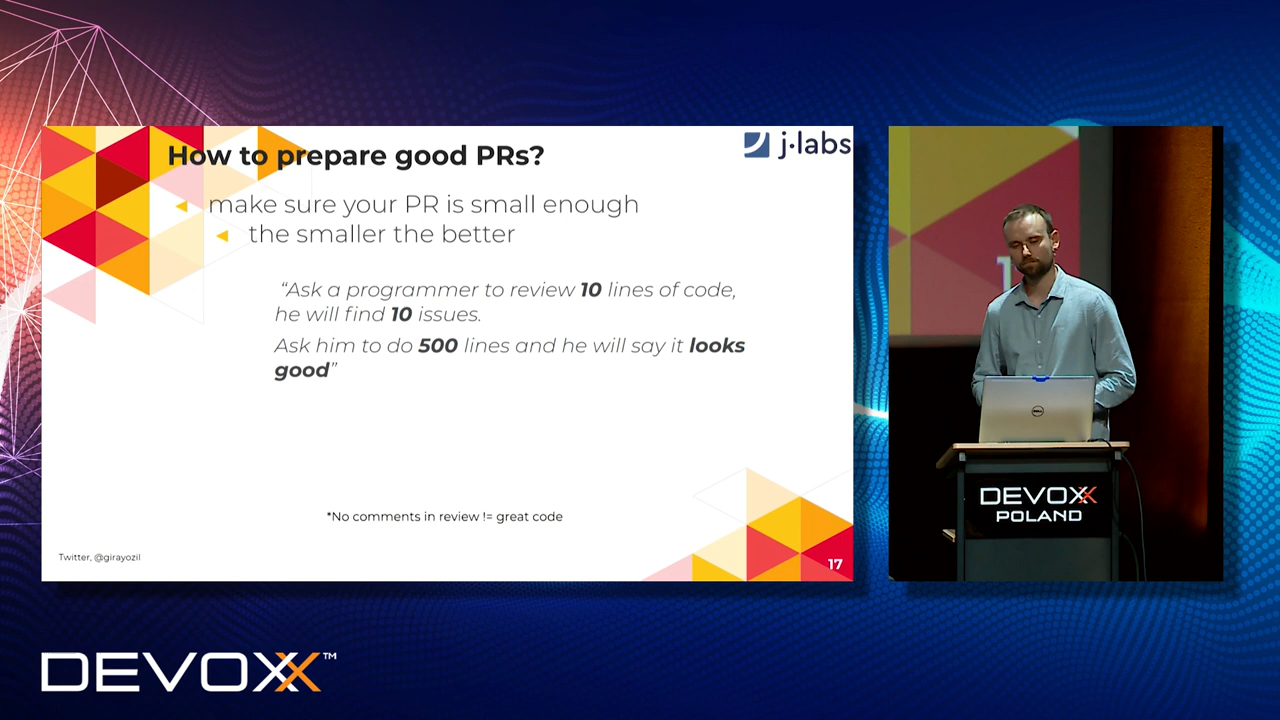 How to prepare good PRs?
j·labs
make sure your PR is small enough
the smaller the better
“Ask a programmer to review 10 lines of code,
he will find 10 issues.
Ask him to do 500 lines and he will say it looks
good”
*No comments in review != great code
Twitter, @girayozil
17
1
DELL
DEVOXX
POLAND
DEVOXX™